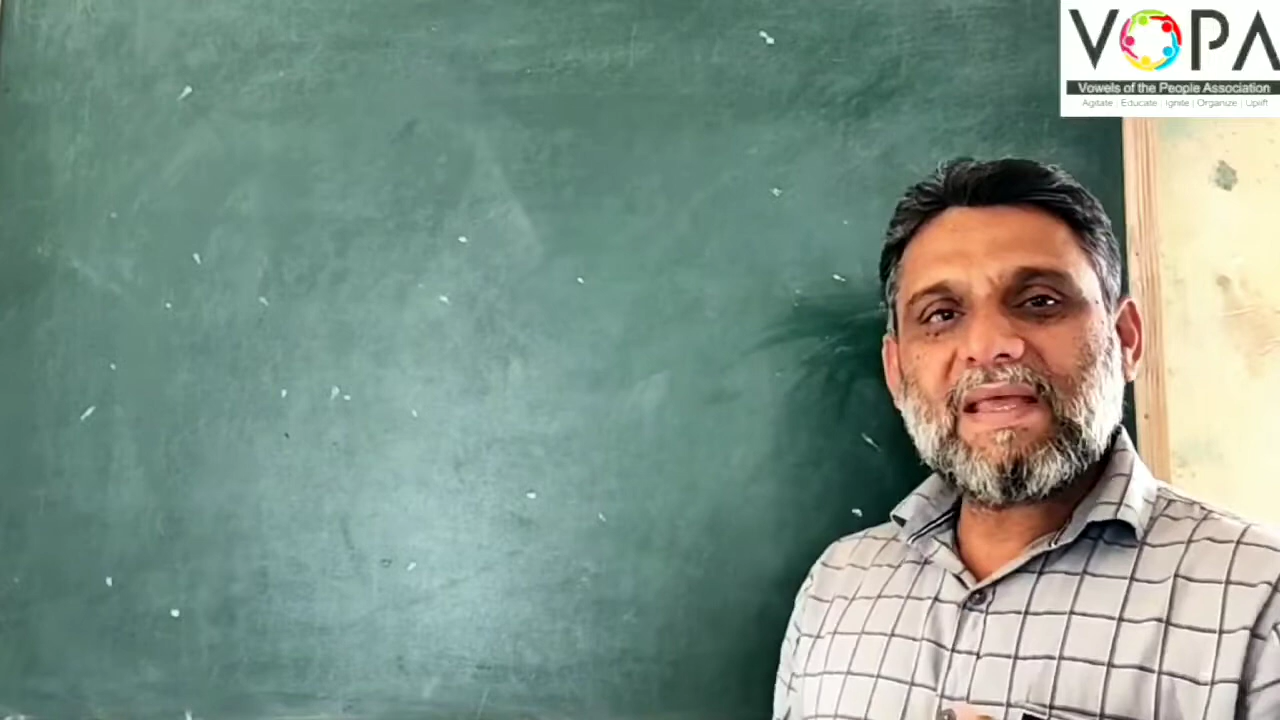 VOPA
Vowels of the People Association
Agitate | Educate | Ignite | Organize | Uplift